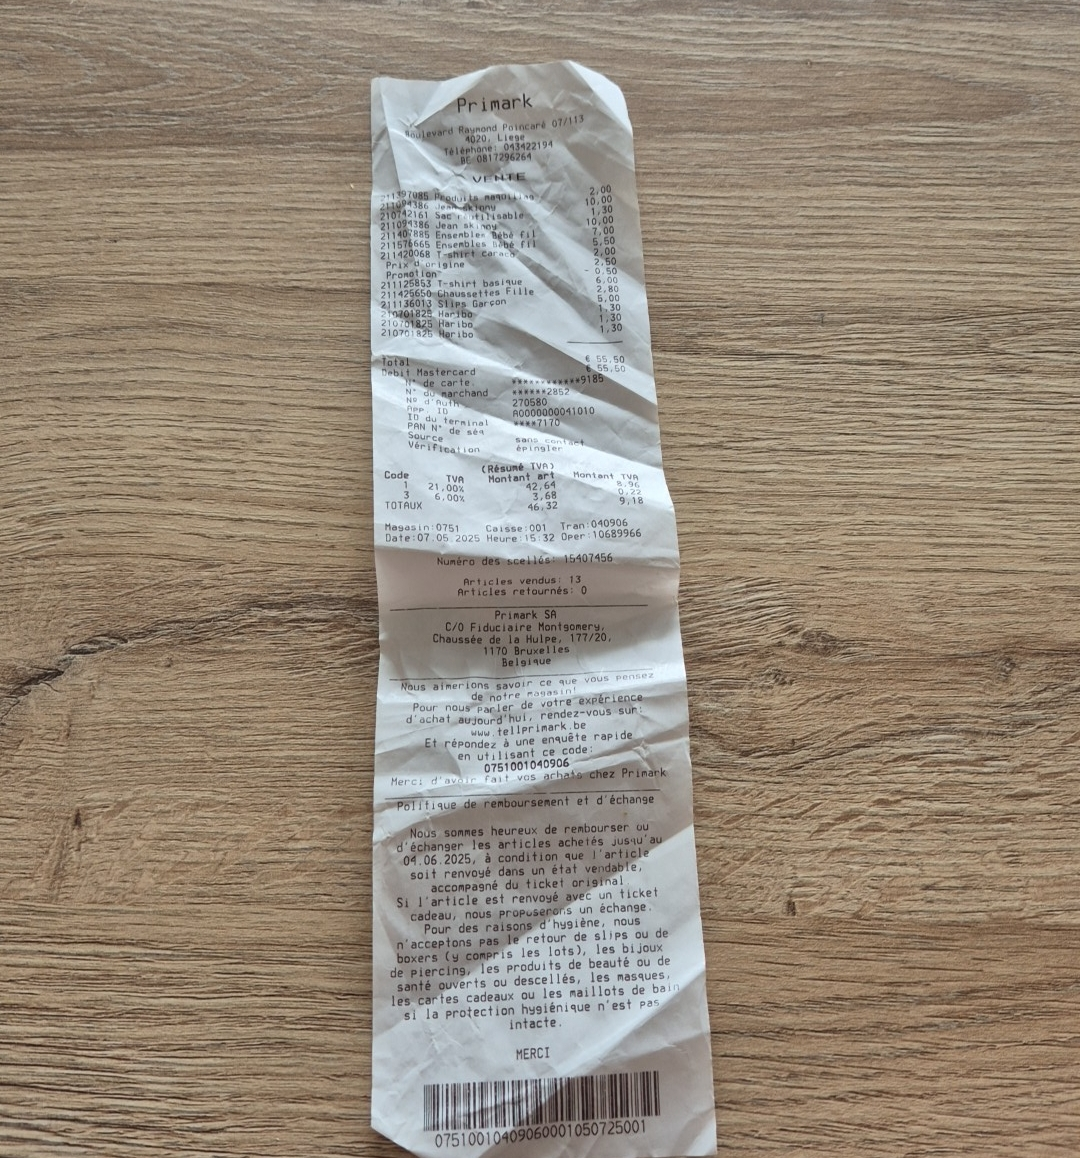 Primark
Boulevard Raymond Poincaré 07/113
4020, Liege
Téléphone: 043422194
BE 0817296264
VENTE
211397085 Produits maquillag 2,00
211094386 Jean skinny 10,00
210742161 Sac réutilisable 1,30
211094386 Jean skinny 10,00
211407885 Ensembles Bébé fil 7,00
211576665 Ensembles Bébé fil 5,50
211420068 T-shirt caraco 2,00
Prix d'origine 2,50
Promotion - 0,50
211125853 T-shirt basique 6,00
211425650 Chaussettes Fille 2,80
211136013 Slips Garçon 5,00
210701825 Haribo 1,30
210701825 Haribo 1,30
210701825 Haribo 1,30
Total € 55,50
Debit Mastercard € 55,50
N° de carte ************9185
N° du marchand ******2852
Nº d'Auth. 270580
App. ID A0000000041010
ID du terminal ****7170
PAN N° de séq
Source sans contact
Vérification épingler
(Résumé TVA)
Code TVA Montant art Montant TVA
1 21,00% 42,64 8,96
3 6,00% 3,68 0,22
TOTAUX 46,32 9,18
Magasin:0751 Caisse:001 Tran:040906
Date:07.05.2025 Heure:15:32 Oper:10689966
Numéro des scellés: 15407456
Articles vendus: 13
Articles retournés: 0
Primark SA
C/O Fiduciaire Montgomery,
Chaussée de la Hulpe, 177/20,
1170 Bruxelles
Belgique
Nous aimerions savoir ce que vous pensez
de notre magasin!
Pour nous parler de votre expérience
d'achat aujourd'hui, rendez-vous sur:
www.tellprimark.be
Et répondez à une enquête rapide
en utilisant ce code:
0751001040906
Merci d'avoir fait vos achats chez Primark
Politique de remboursement et d'échange
Nous sommes heureux de rembourser ou
d'échanger les articles achetés jusqu'au
04.06.2025, à condition que l'article
soit renvoyé dans un état vendable,
accompagné du ticket original
Si l'article est renvoyé avec un ticket
cadeau, nous proposerons un échange.
Pour des raisons d'hygiène, nous
n'acceptons pas le retour de slips ou de
boxers (y compris les lots), les bijoux
de piercing, les produits de beauté ou de
santé ouverts ou descellés, les masques,
les cartes cadeaux ou les maillots de bain
si la protection hygiénique n'est pas
intacte.
MERCI
07510010409060001050725001